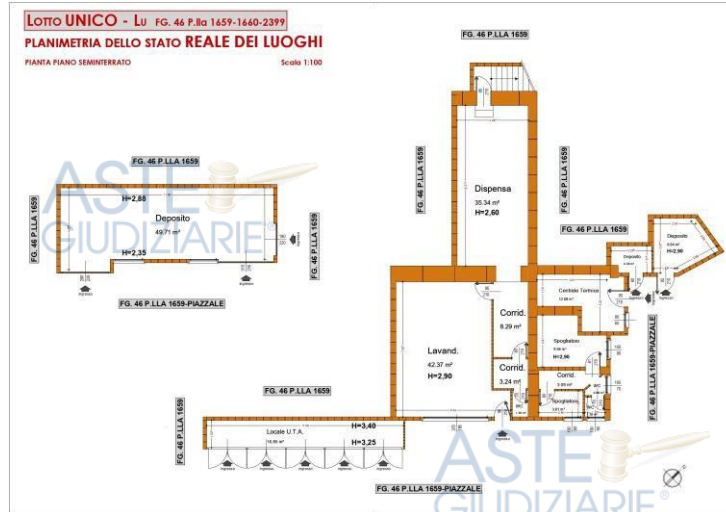 LOTTO UNICO - LU FG. 46 P.lla 1659-1660-2399
PLANIMETRIA DELLO STATO REALE DEI LUOGHI
PIANTA PIANO SEMINTERRATO Scala 1:100
FG. 46 P.LLA 1659
FG. 46 P.LLA 1659
FG. 46 P.LLA 1659
H=2,88
Deposito
49.71 m²
H=2,35
FG. 46 P.LLA 1659
FG. 46 P.LLA 1659-PIAZZALE
ASTE
GIUDIZIARIE®
FG. 46 P.LLA 1659
Dispensa
35.34 m²
H=2,60
FG. 46 P.LLA 1659
FG. 46 P.LLA 1659
Deposito
H=2,90
Deposito
Centrale Termica
Corrid.
Spogliatoio
H=2,90
FG. 46 P.LLA 1659-PIAZZALE
Lavand.
42.37 m²
H=2,90
Corrid.
3.24 m²
Corrid.
WC
Spogliatoio
FG. 46 P.LLA 1659
FG. 46 P.LLA 1659
Locale U.T.A.
H=3,40
H=3,25
FG. 46 P.LLA 1659-PIAZZALE
ASTE
GIUDIZIARIE®